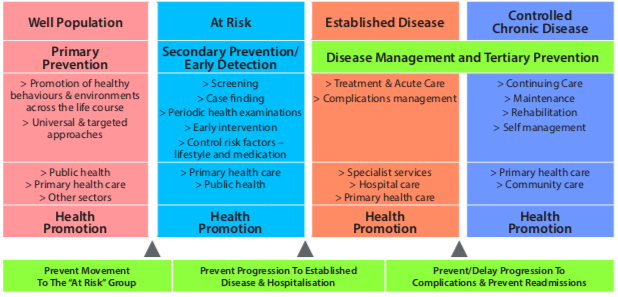 Well Population
At Risk
Established Disease
Controlled
Chronic Disease
Primary
Prevention
Secondary Prevention/
Early Detection
Disease Management and Tertiary Prevention
> Promotion of healthy
behaviours & environments
across the life course
> Universal & targeted
approaches
> Screening
> Case finding
> Periodic health examinations
> Early intervention
> Control risk factors –
lifestyle and medication
> Treatment & Acute Care
> Complications management
> Continuing Care
> Maintenance
> Rehabilitation
> Self management
> Public health
> Primary health care
> Other sectors
> Primary health care
> Public health
> Specialist services
> Hospital care
> Primary health care
> Primary health care
> Community care
Health
Promotion
Health
Promotion
Health
Promotion
Health
Promotion
Prevent Movement
To The “At Risk” Group
Prevent Progression To Established
Disease & Hospitalisation
Prevent/Delay Progression To
Complications & Prevent Readmissions